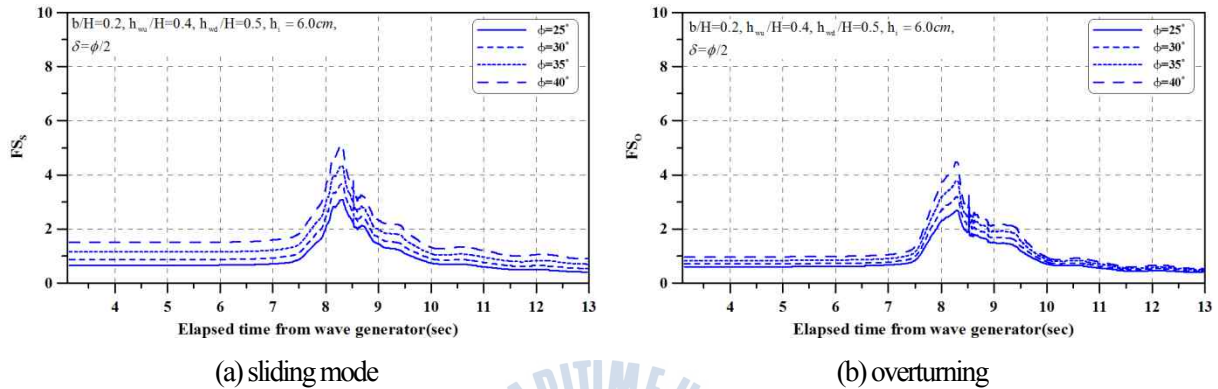 b/H=0.2, h_wu/H=0.4, h_wd/H=0.5, h_i = 6.0cm,
δ=ϕ/2
ϕ=25°
ϕ=30°
ϕ=35°
ϕ=40°
10
8
6
4
2
0
FS_S
4 5 6 7 8 9 10 11 12 13
Elapsed time from wave generator(sec)
(a) sliding mode
b/H=0.2, h_wu/H=0.4, h_wd/H=0.5, h_i = 6.0cm,
δ=ϕ/2
ϕ=25°
ϕ=30°
ϕ=35°
ϕ=40°
10
8
6
4
2
0
FS_O
4 5 6 7 8 9 10 11 12 13
Elapsed time from wave generator(sec)
(b) overturning